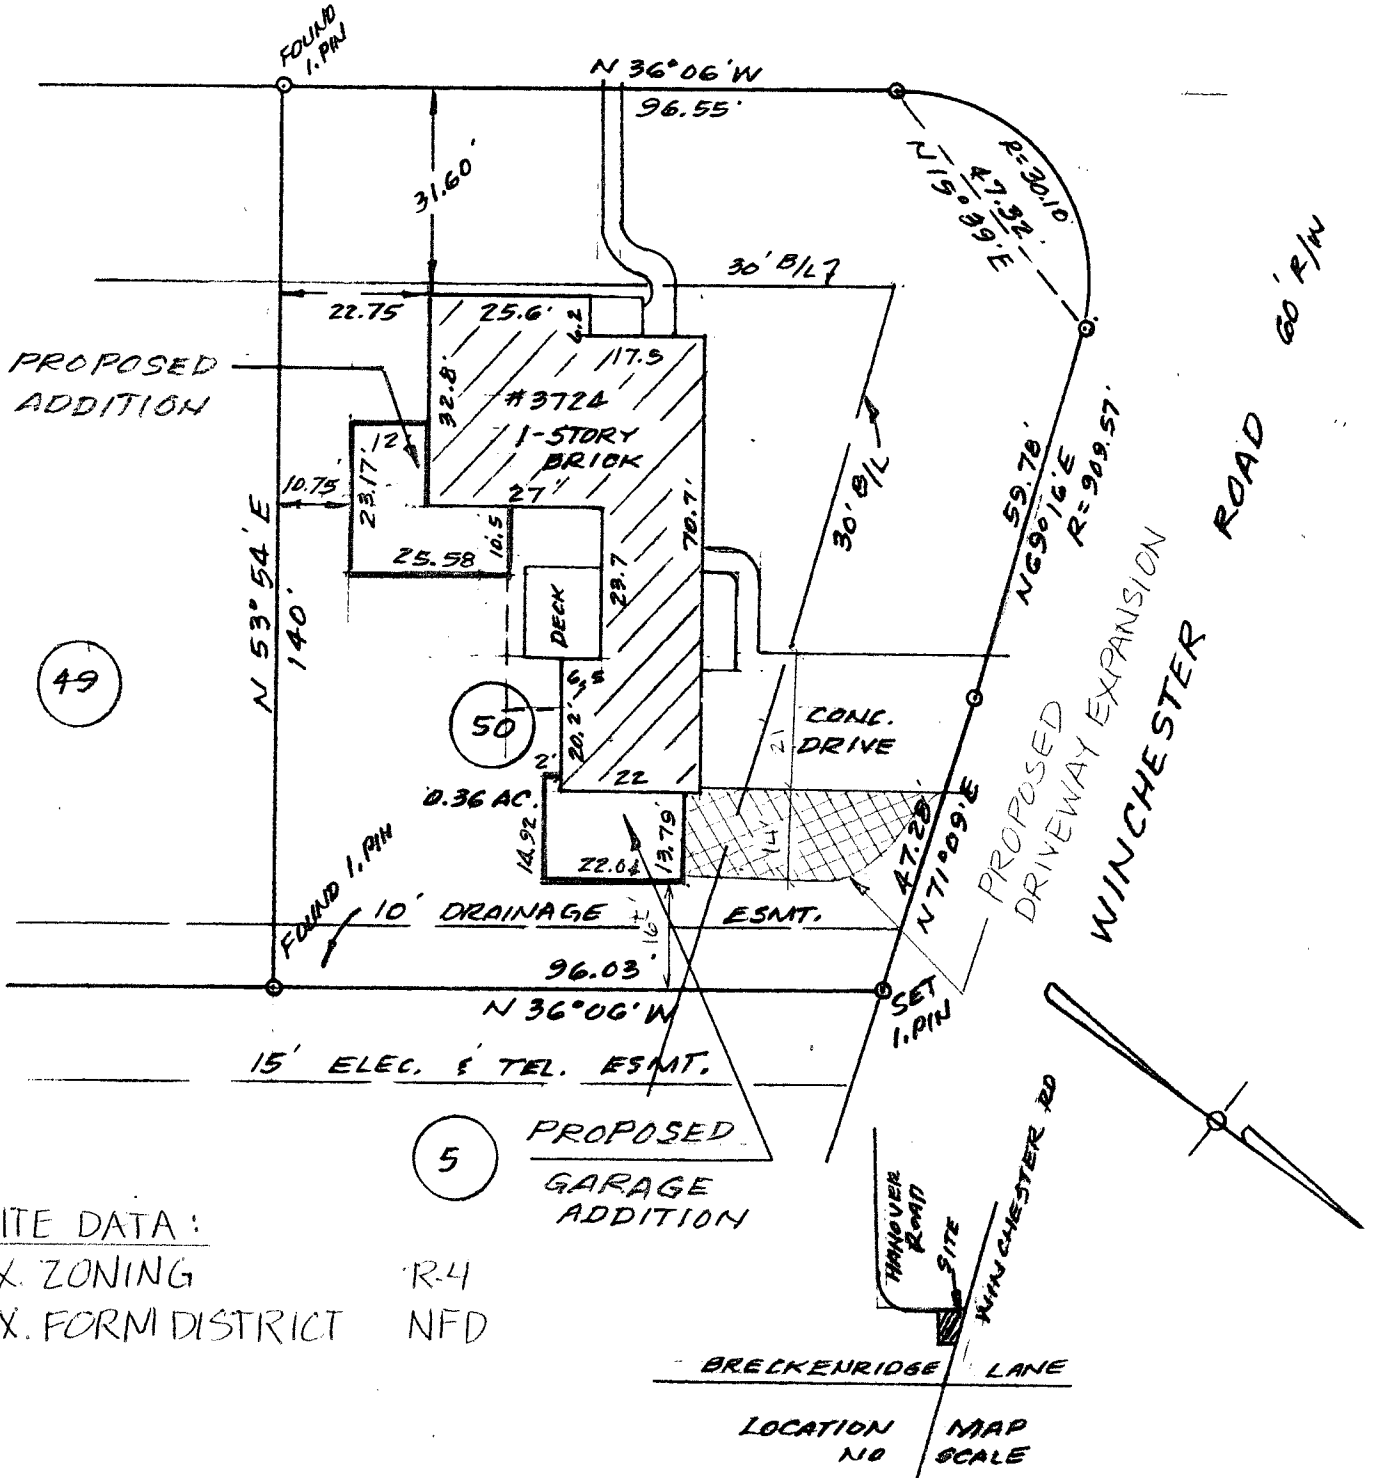 FOUND
I. PIN
N 36°06'W
96.55'
31.60'
R=30.10
47.32'
N15°39'E
60' R/W
30' B/L
22.75
25.6'
6.2
17.5
PROPOSED
ADDITION
32.8'
#3724
1-STORY
BRICK
12'
23.17'
10.75'
27'
10.5
25.58
70.7'
23.7
DECK
30' B/L
59.78'
N69°16'E
R=909.57'
WINCHESTER ROAD
N 53°54'E
140'
49
50
6.5
20.2'
2'
22
0.36 AC.
14.92
22.04
13.79'
CONC.
DRIVE
21
14'
47.28'
N71°09'E
PROPOSED
DRIVEWAY EXPANSION
FOUND I. PIN
10' DRAINAGE ESMT.
16'±
96.03'
N 36°06'W
SET
I. PIN
15' ELEC. & TEL. ESMT.
5
PROPOSED
GARAGE
ADDITION
ITE DATA:
X. ZONING R-4
X. FORM DISTRICT NFD
HANOVER
ROAD
SITE
WINCHESTER RD
BRECKENRIDGE LANE
LOCATION MAP
NO SCALE